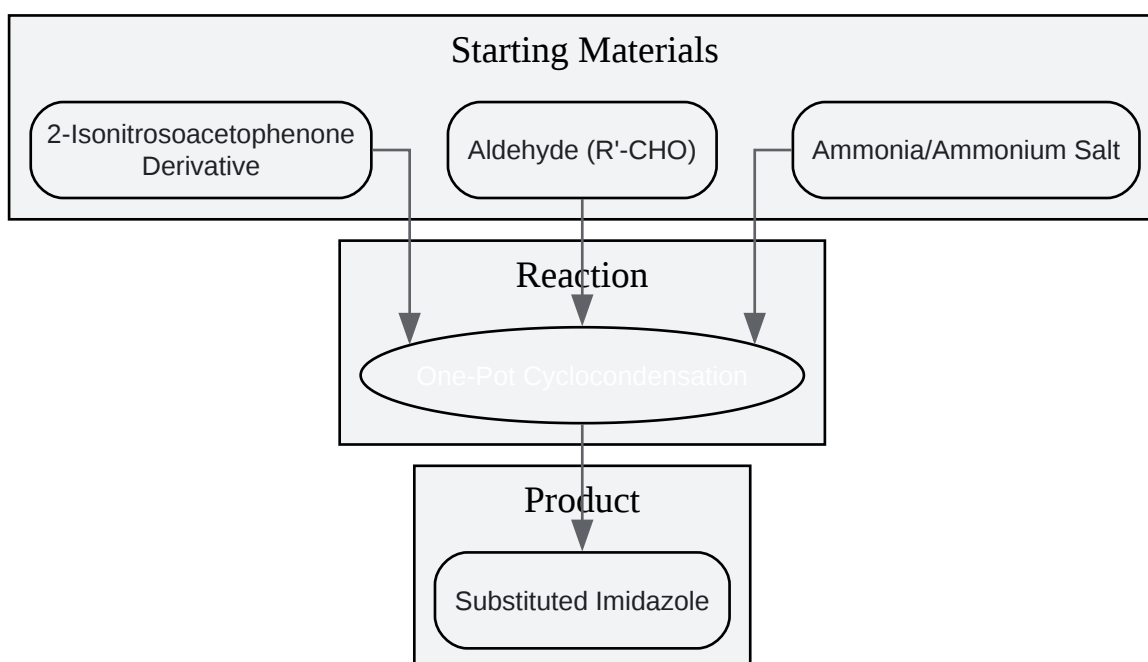 Starting Materials
2-Isonitrosoacetophenone
Derivative
Aldehyde (R'-CHO)
Ammonia/Ammonium Salt
Reaction
One-Pot Cyclocondensation
Product
Substituted Imidazole